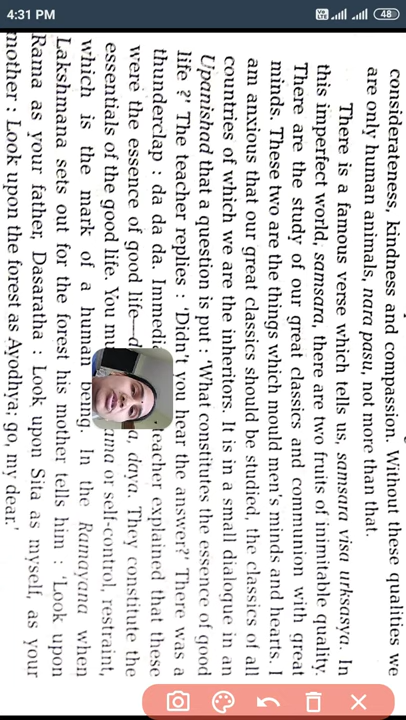 4:31 PM
48
considerateness, kindness and compassion. Without these qualities we
are only human animals, nara pasu, not more than that.
There is a famous verse which tells us, samsara visa urksasya. In
this imperfect world, samsara, there are two fruits of inimitable quality.
There are the study of our great classics and communion with great
minds. These two are the things which mould men's minds and hearts. I
am anxious that our great classics should be studied, the classics of all
countries of which we are the inheritors. It is in a small dialogue in an
Upanishad that a question is put : 'What constitutes the essence of good
life ?' The teacher replies : 'Didn't you hear the answer?' There was a
thunderclap : da da da. teacher explained that these
were the essence of good life— daya. They constitute the
essentials of the good life. You or self-control, restraint,
which is the mark of a human being. In the Ramayana when
Lakshmana sets out for the forest his mother tells him : 'Look upon
Rama as your father, Dasaratha : Look upon Sita as myself, as your
mother : Look upon the forest as Ayodhya; go, my dear.'